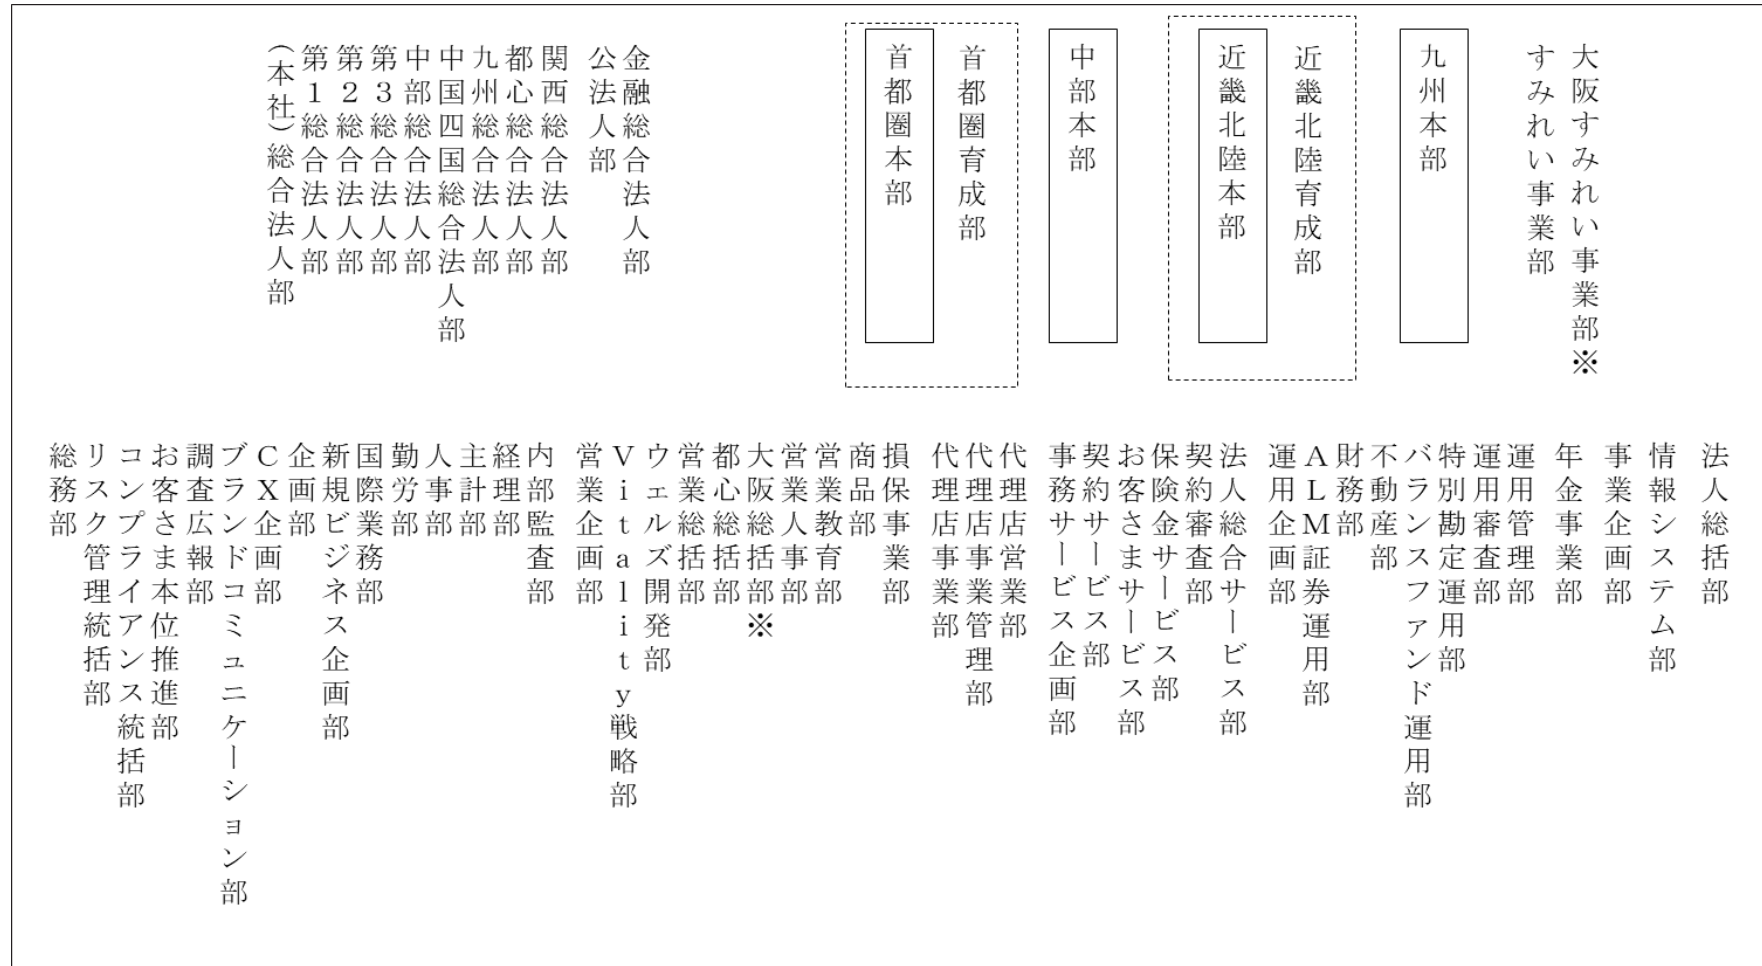 大阪すみれい事業部※
すみれい事業部
九州本部
近畿北陸育成部
近畿北陸本部
中部本部
首都圏育成部
首都圏本部
金融総合法人部
公法人部
関西総合法人部
都心総合法人部
九州総合法人部
中国四国総合法人部
中部総合法人部
第３総合法人部
第２総合法人部
第１総合法人部
（本社）総合法人部
法人総括部
情報システム部
事業企画部
年金事業部
運用管理部
運用審査部
特別勘定運用部
バランスファンド運用部
不動産部
財務部
ＡＬＭ証券運用部
運用企画部
法人総合サービス部
契約審査部
保険金サービス部
お客さまサービス部
契約サービス部
事務サービス企画部
代理店営業部
代理店事業管理部
代理店事業部
損保事業部
商品部
営業教育部
営業人事部
大阪総括部※
都心総括部
営業総括部
ウェルズ開発部
Ｖｉｔａｌｉｔｙ戦略部
営業企画部
内部監査部
経理部
主計部
人事部
勤労部
国際業務部
新規ビジネス企画部
企画部
ＣＸ企画部
ブランドコミュニケーション部
調査広報部
お客さま本位推進部
コンプライアンス統括部
リスク管理統括部
総務部